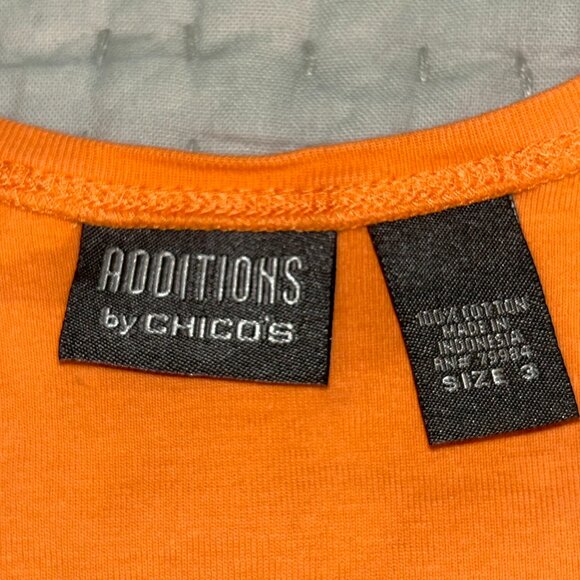 ADDITIONS
by CHICO'S
100% COTTON
MADE IN
INDONESIA
RN# 79984
SIZE 3